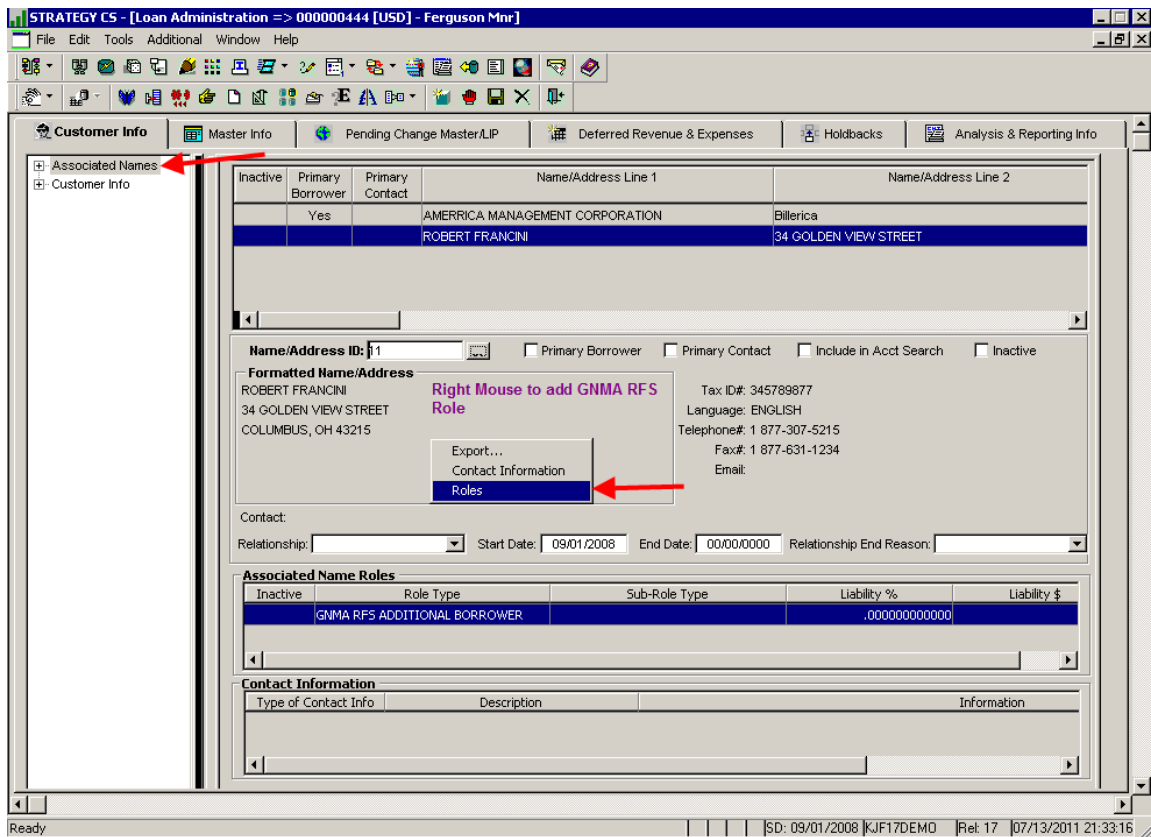 STRATEGY CS - [Loan Administration => 000000444 [USD] - Ferguson Mnr]
File Edit Tools Additional Window Help
Customer Info Master Info Pending Change Master/LIP Deferred Revenue & Expenses Holdbacks Analysis & Reporting Info
Associated Names
Customer Info
Inactive Primary Borrower Primary Contact Name/Address Line 1 Name/Address Line 2
Yes AMERRICA MANAGEMENT CORPORATION Billerica
ROBERT FRANCINI 34 GOLDEN VIEW STREET
Name/Address ID: 11 ... Primary Borrower Primary Contact Include in Acct Search Inactive
Formatted Name/Address
ROBERT FRANCINI
34 GOLDEN VIEW STREET
COLUMBUS, OH 43215
Right Mouse to add GNMA RFS
Role
Export...
Contact Information
Roles
Tax ID#: 345789877
Language: ENGLISH
Telephone#: 1 877-307-5215
Fax#: 1 877-631-1234
Email:
Contact:
Relationship: Start Date: 09/01/2008 End Date: 00/00/0000 Relationship End Reason:
Associated Name Roles
Inactive Role Type Sub-Role Type Liability % Liability $
GNMA RFS ADDITIONAL BORROWER .000000000000
Contact Information
Type of Contact Info Description Information
Ready SD: 09/01/2008 KJF17DEMO Rel: 17 07/13/2011 21:33:16